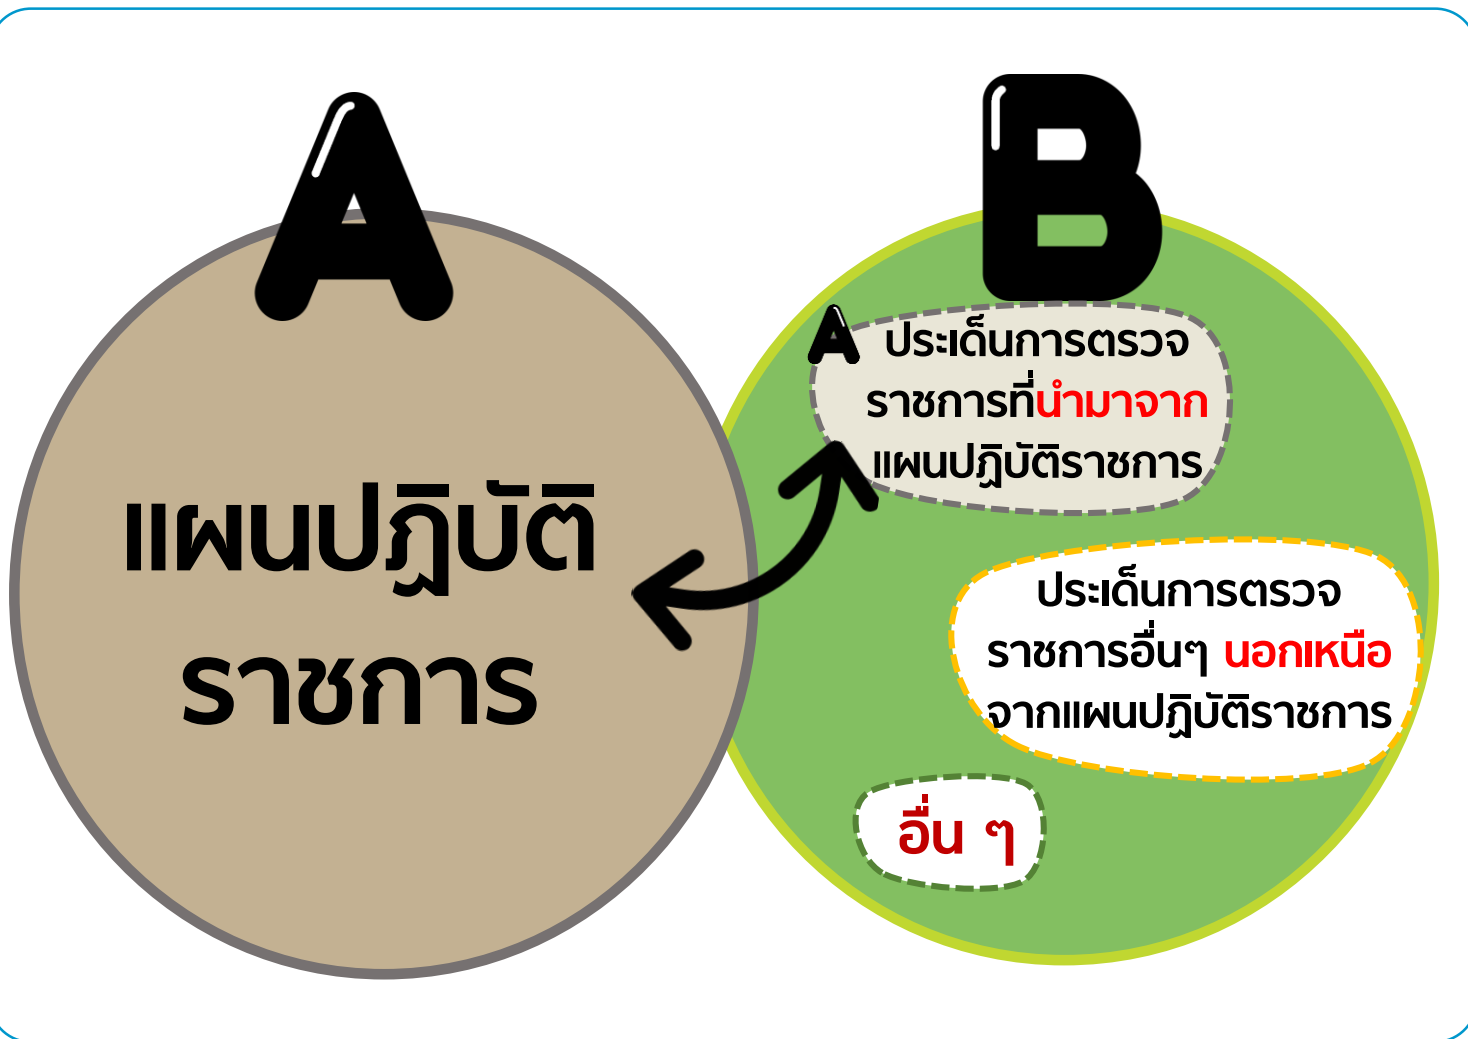 A
แผนปฏิบัติ
ราชการ
B
A
ประเด็นการตรวจ
ราชการที่นำมาจาก
แผนปฏิบัติราชการ
ประเด็นการตรวจ
ราชการอื่นๆ นอกเหนือ
จากแผนปฏิบัติราชการ
อื่น ๆ